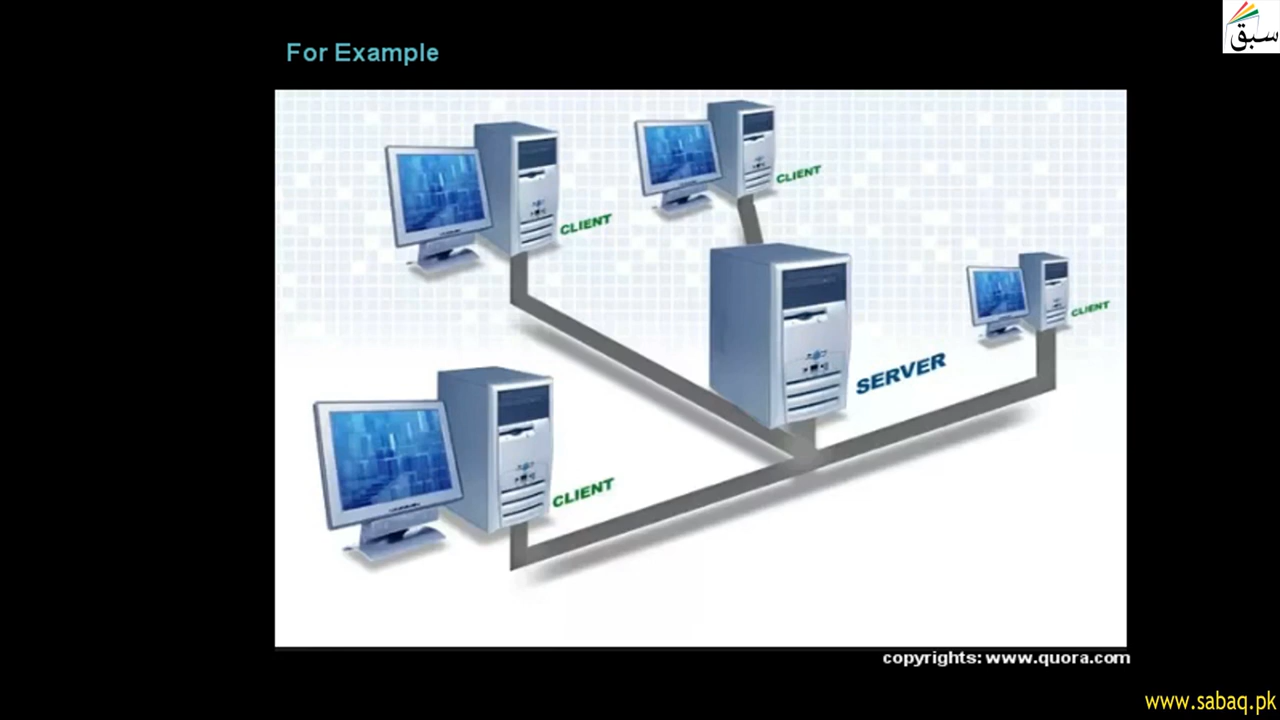 سبق
For Example
CLIENT
CLIENT
CLIENT
SERVER
CLIENT
copyrights: www.quora.com
www.sabaq.pk